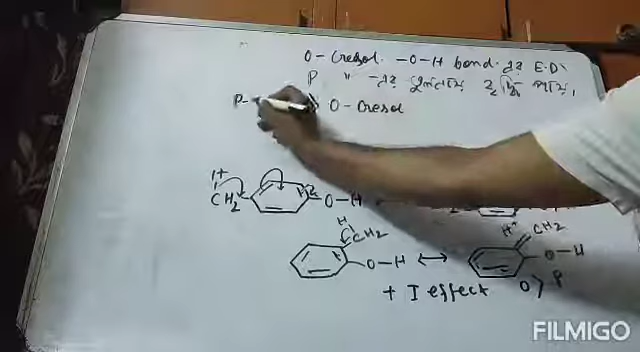 O- Cresol. -O-H bond এর E.D↓
P " -এর তুলনায় বৃদ্ধি পায়,
P- O-Cresol
H+
CH2 O-H
H CH2 H+ CH2
O-H ↔ O-H
+ I effect O > P
FILMIGO